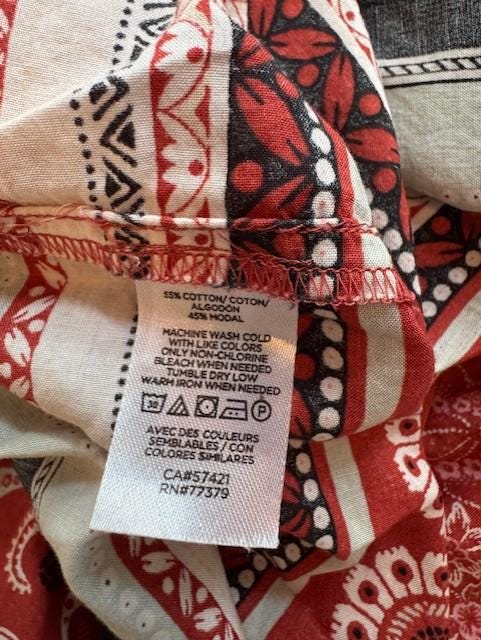 55% COTTON/ COTON/
ALGODÓN
45% MODAL
MACHINE WASH COLD
WITH LIKE COLORS
ONLY NON-CHLORINE
BLEACH WHEN NEEDED
TUMBLE DRY LOW
WARM IRON WHEN NEEDED
30 P
AVEC DES COULEURS
SEMBLABLES / CON
COLORES SIMILARES
CA#57421
RN#77379